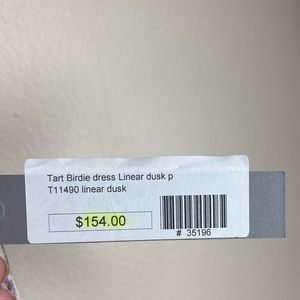 Tart Birdie dress Linear dusk p
T11490 linear dusk
$154.00
# 35196